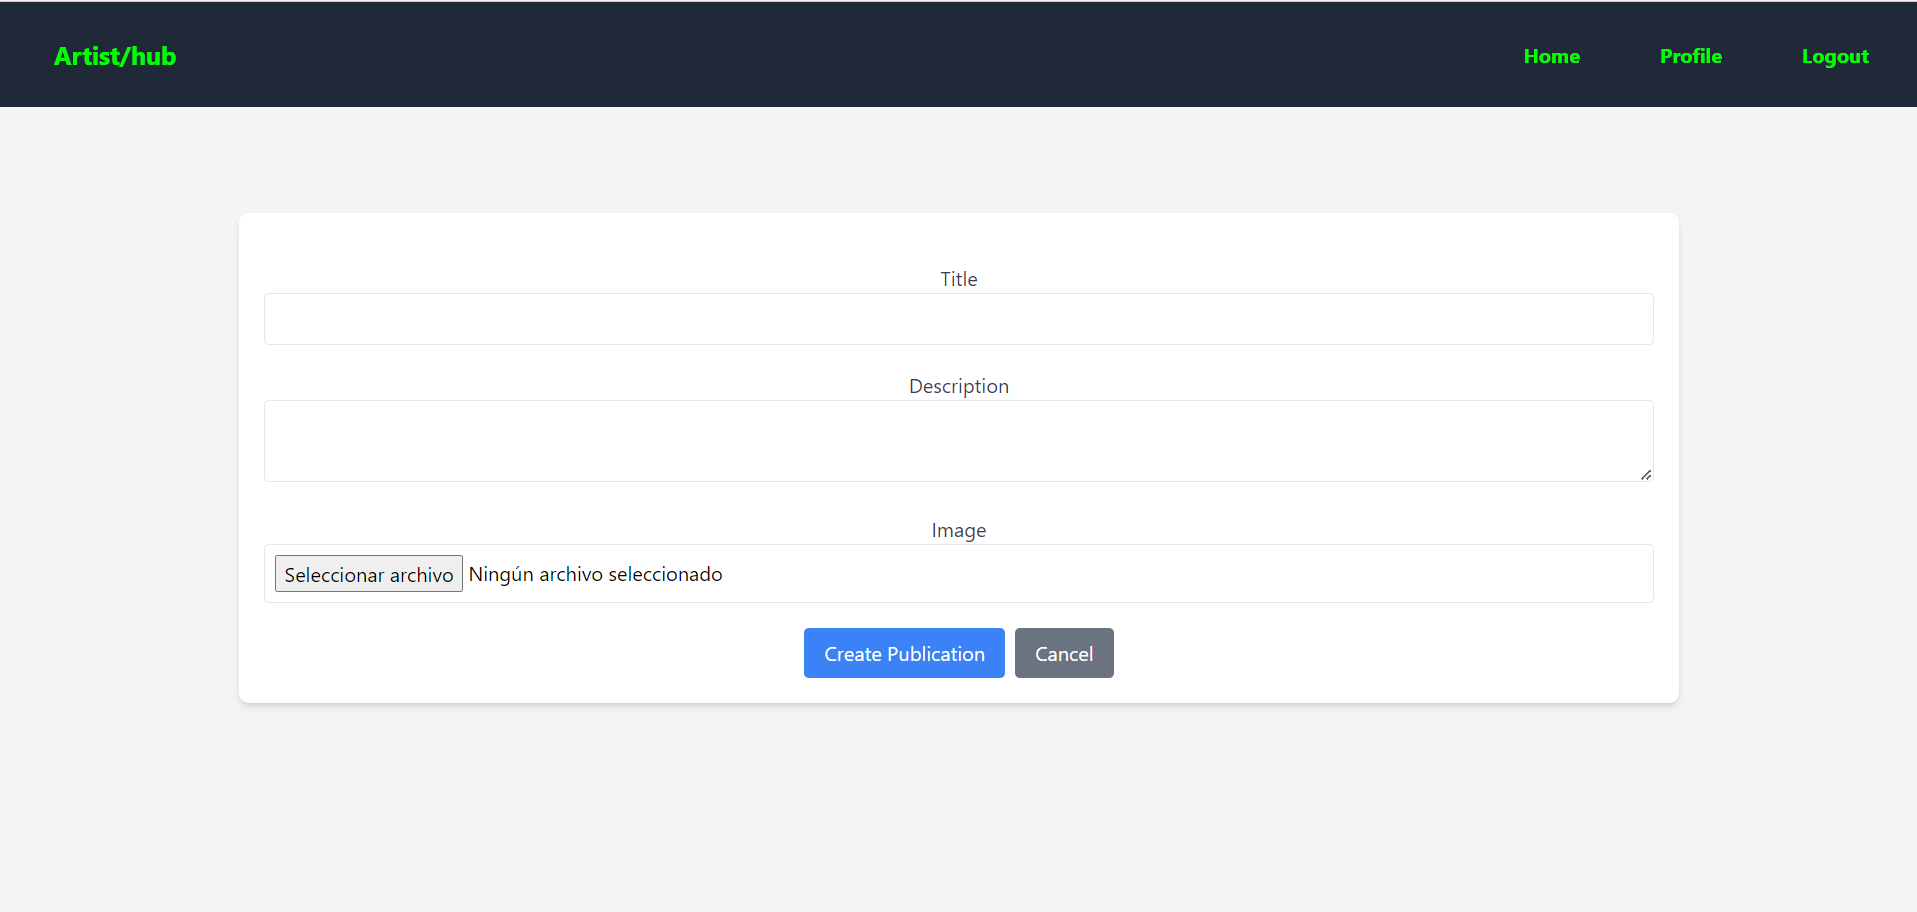 Artist/hub Home Profile Logout
Title
Description
Image
Seleccionar archivo Ningún archivo seleccionado
Create Publication Cancel